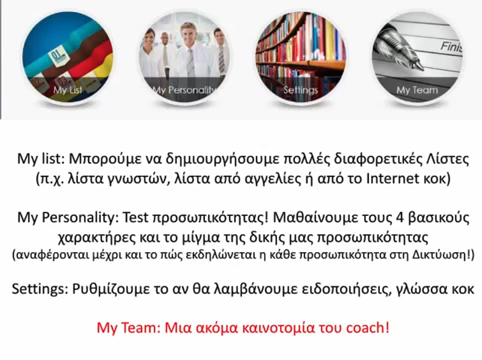 My List
My Personality
Settings
Finis
My Team
My list: Μπορούμε να δημιουργήσουμε πολλές διαφορετικές Λίστες
(π.χ. λίστα γνωστών, λίστα από αγγελίες ή από το Internet κοκ)
My Personality: Test προσωπικότητας! Μαθαίνουμε τους 4 βασικούς
χαρακτήρες και το μίγμα της δικής μας προσωπικότητας
(αναφέρονται μέχρι και το πώς εκδηλώνεται η κάθε προσωπικότητα στη Δικτύωση!)
Settings: Ρυθμίζουμε το αν θα λαμβάνουμε ειδοποιήσεις, γλώσσα κοκ
My Team: Μια ακόμα καινοτομία του coach!